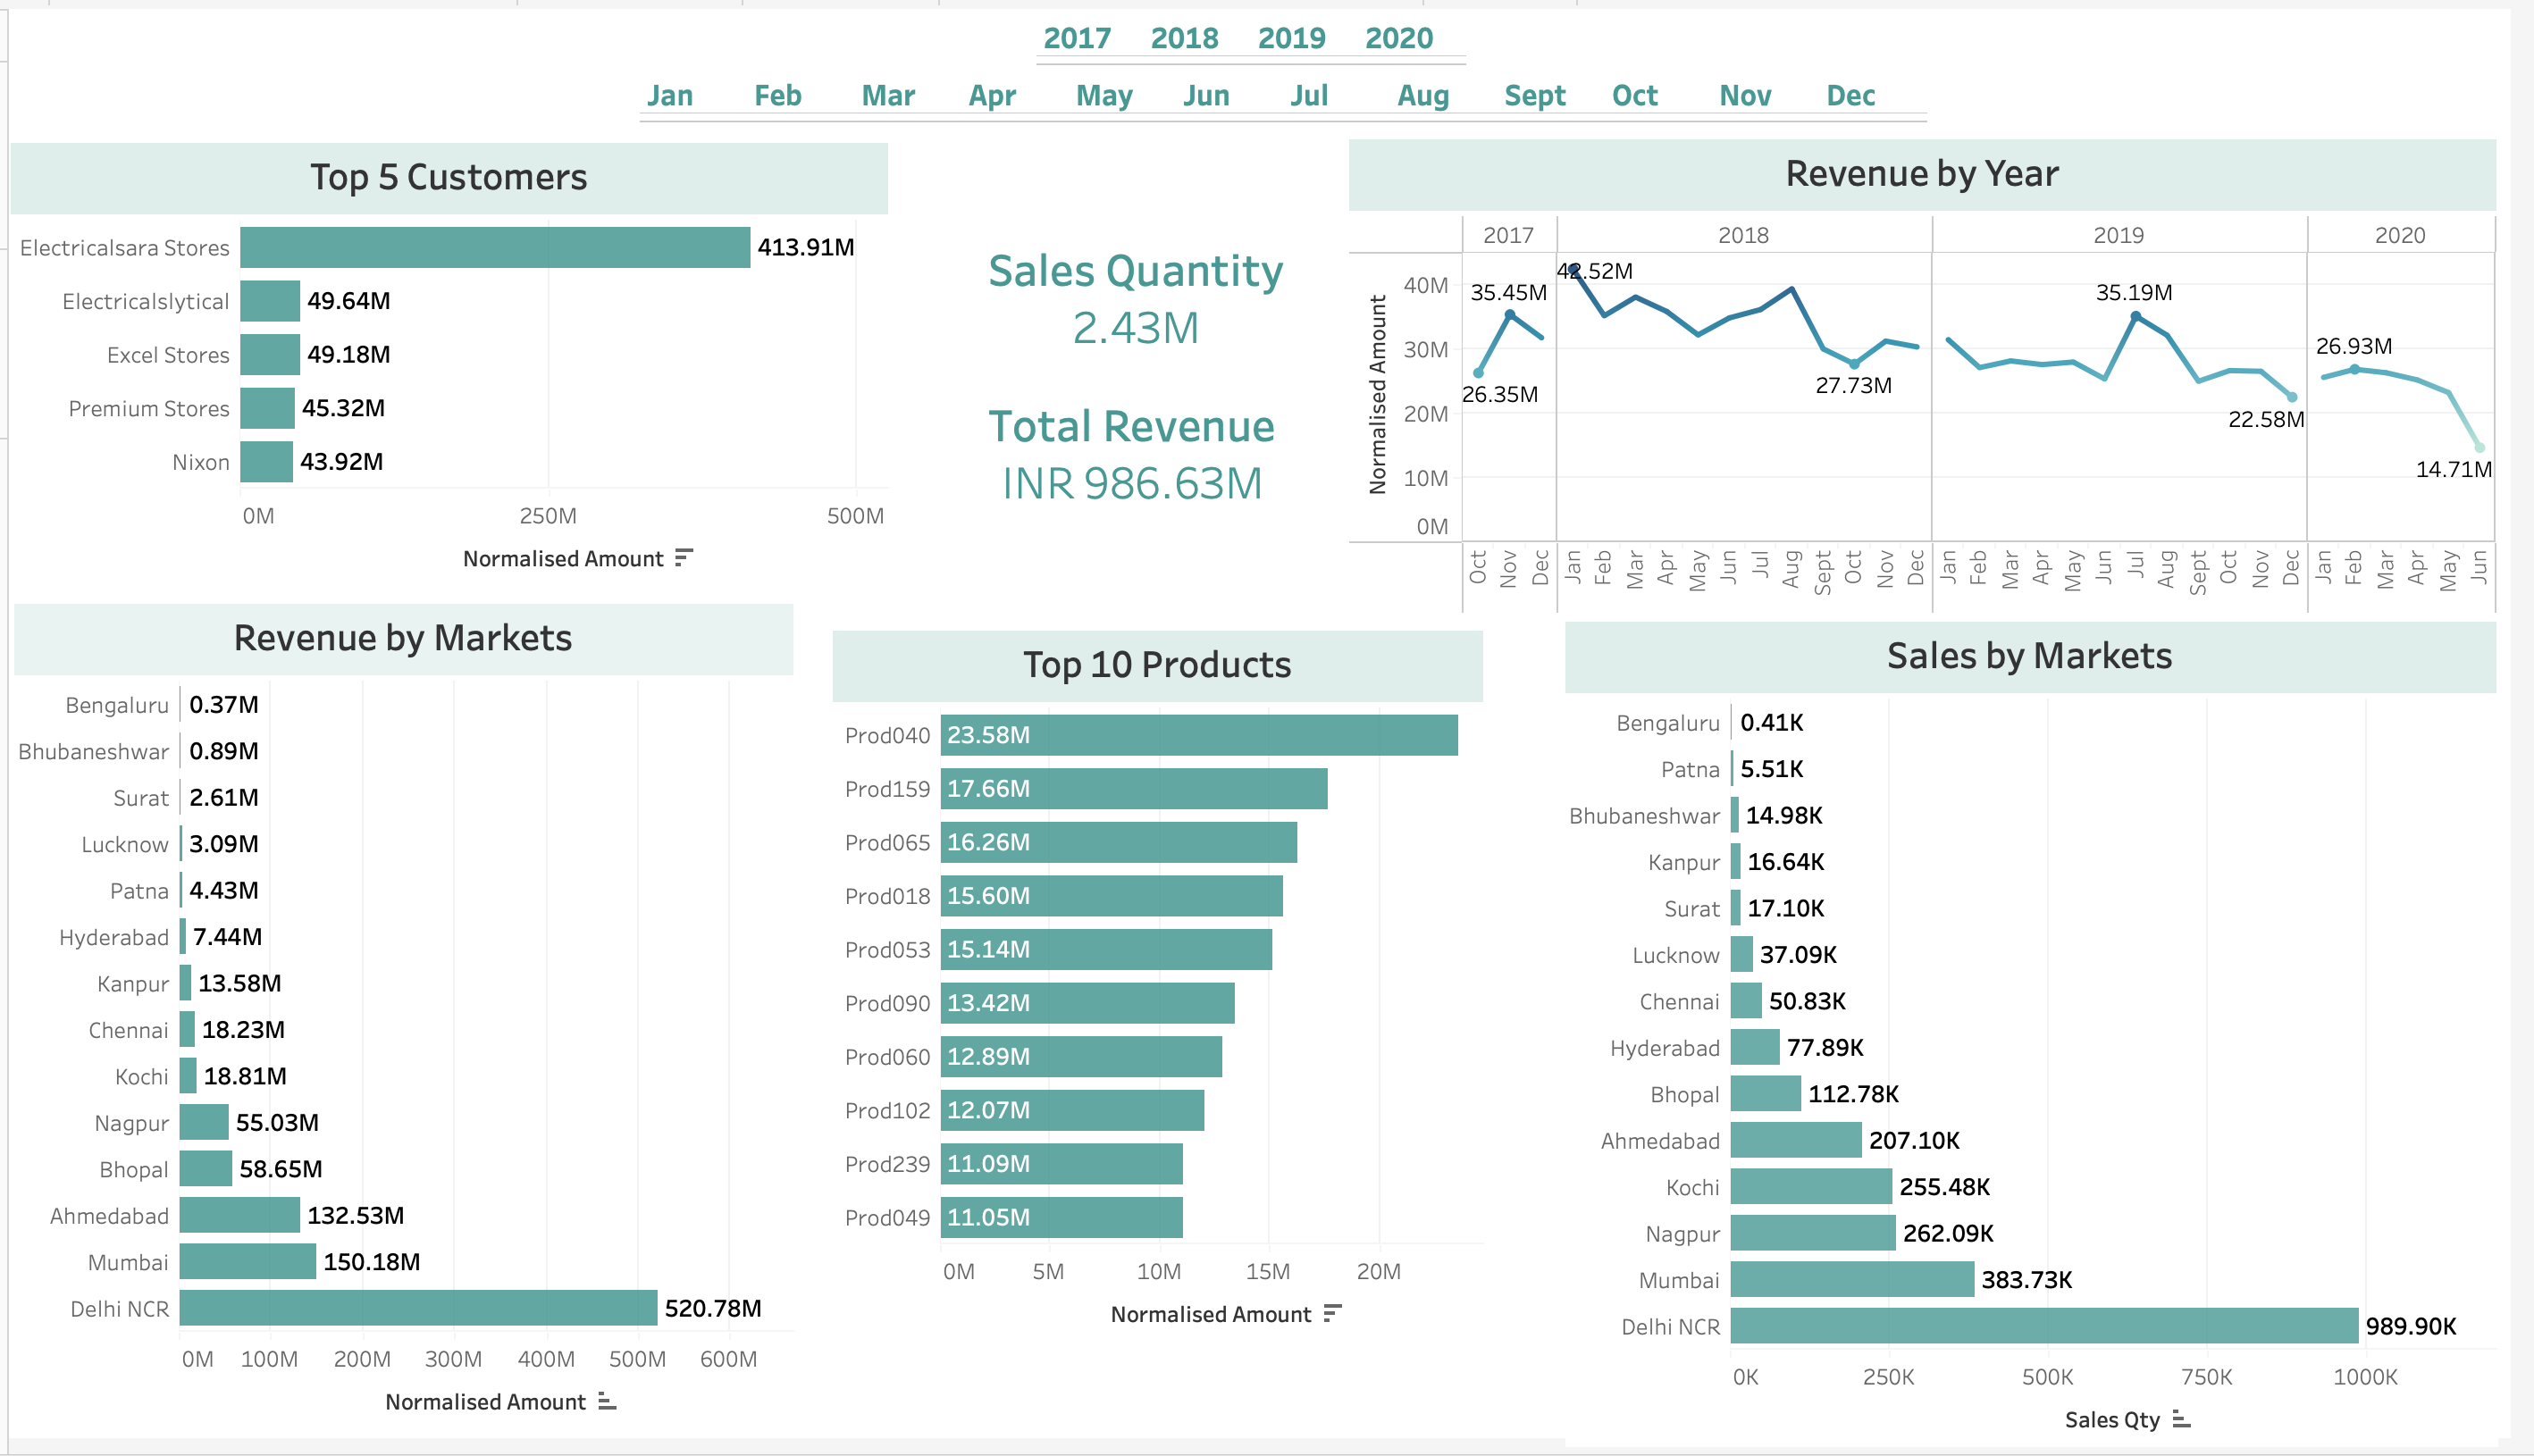 2017 2018 2019 2020
Jan Feb Mar Apr May Jun Jul Aug Sept Oct Nov Dec
Top 5 Customers
Electricalsara Stores 413.91M
Electricalslytical 49.64M
Excel Stores 49.18M
Premium Stores 45.32M
Nixon 43.92M
0M 250M 500M
Normalised Amount
Sales Quantity
2.43M
Total Revenue
INR 986.63M
Revenue by Year
2017 2018 2019 2020
Normalised Amount
40M
30M
20M
10M
0M
26.35M
35.45M
42.52M
27.73M
35.19M
22.58M
26.93M
14.71M
Oct Nov Dec Jan Feb Mar Apr May Jun Jul Aug Sept Oct Nov Dec Jan Feb Mar Apr May Jun Jul Aug Sept Oct Nov Dec Jan Feb Mar Apr May Jun
Revenue by Markets
Bengaluru 0.37M
Bhubaneshwar 0.89M
Surat 2.61M
Lucknow 3.09M
Patna 4.43M
Hyderabad 7.44M
Kanpur 13.58M
Chennai 18.23M
Kochi 18.81M
Nagpur 55.03M
Bhopal 58.65M
Ahmedabad 132.53M
Mumbai 150.18M
Delhi NCR 520.78M
0M 100M 200M 300M 400M 500M 600M
Normalised Amount
Top 10 Products
Prod040 23.58M
Prod159 17.66M
Prod065 16.26M
Prod018 15.60M
Prod053 15.14M
Prod090 13.42M
Prod060 12.89M
Prod102 12.07M
Prod239 11.09M
Prod049 11.05M
0M 5M 10M 15M 20M
Normalised Amount
Sales by Markets
Bengaluru 0.41K
Patna 5.51K
Bhubaneshwar 14.98K
Kanpur 16.64K
Surat 17.10K
Lucknow 37.09K
Chennai 50.83K
Hyderabad 77.89K
Bhopal 112.78K
Ahmedabad 207.10K
Kochi 255.48K
Nagpur 262.09K
Mumbai 383.73K
Delhi NCR 989.90K
0K 250K 500K 750K 1000K
Sales Qty